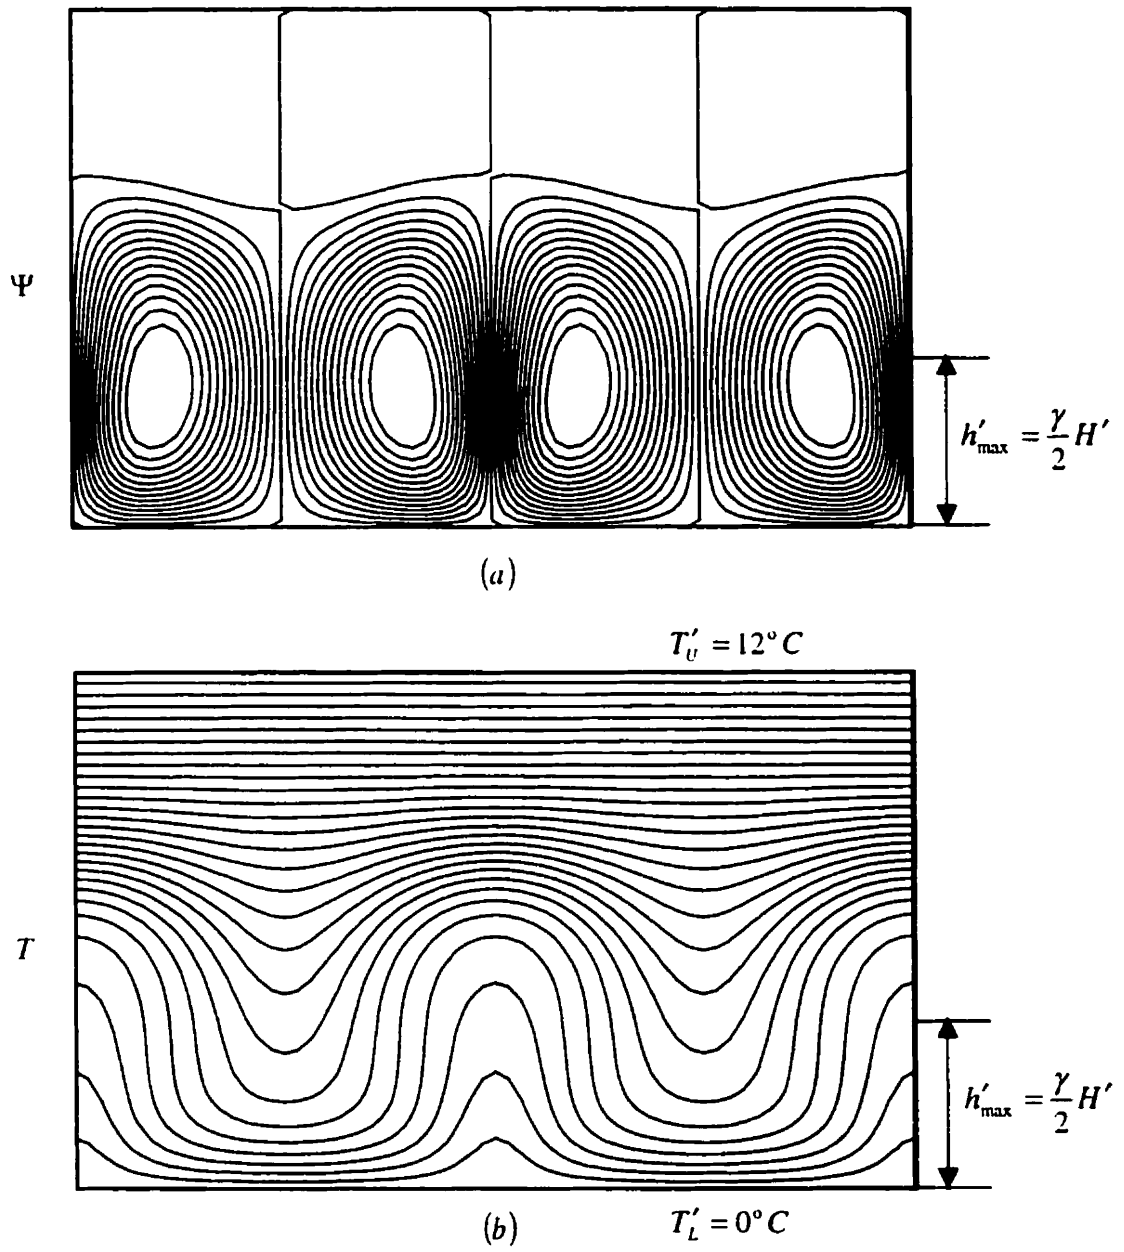 Ψ
h′max = γ/2 H′
(a)
T′U = 12° C
T
h′max = γ/2 H′
(b)
T′L = 0° C